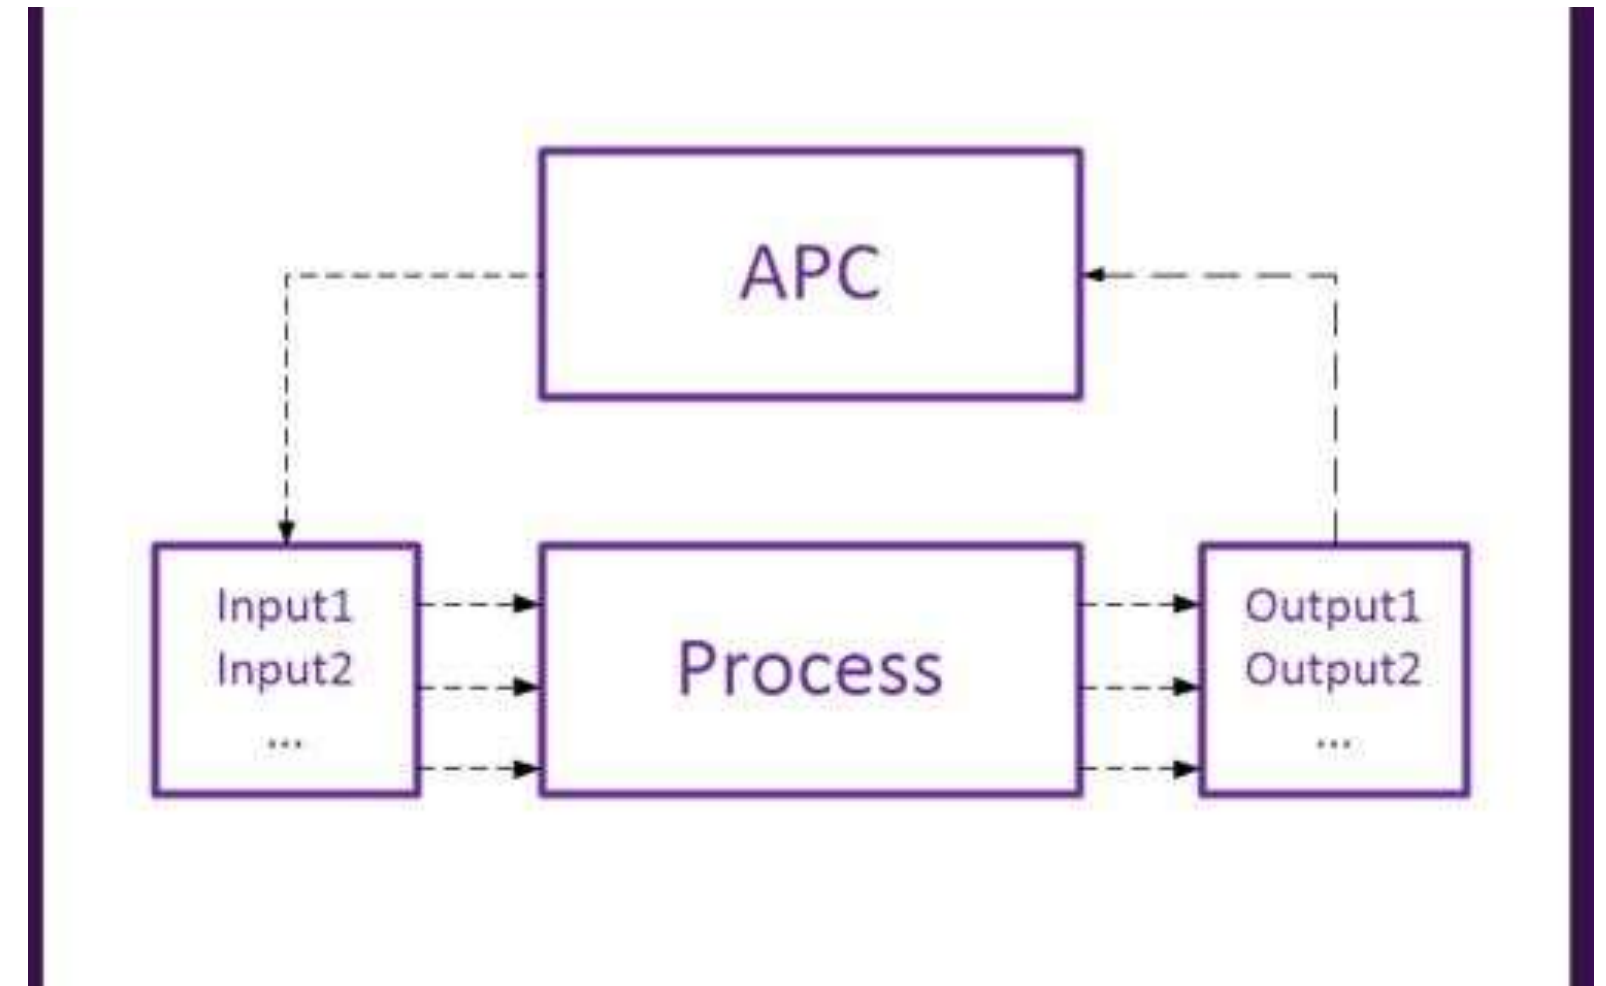 APC
Input1
Input2
...
Process
Output1
Output2
...